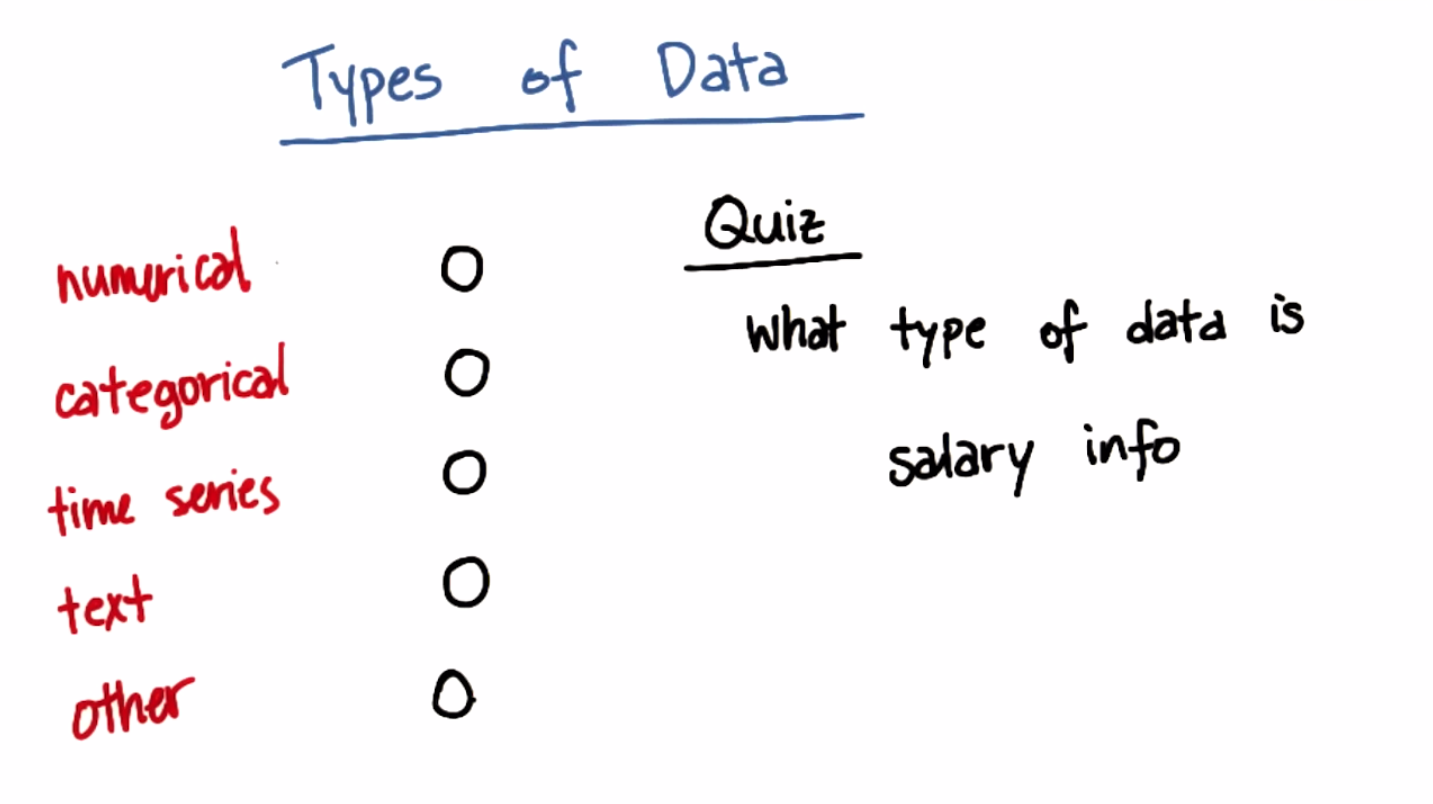 Types of Data
numerical
categorical
time series
text
other
Quiz
what type of data is
salary info